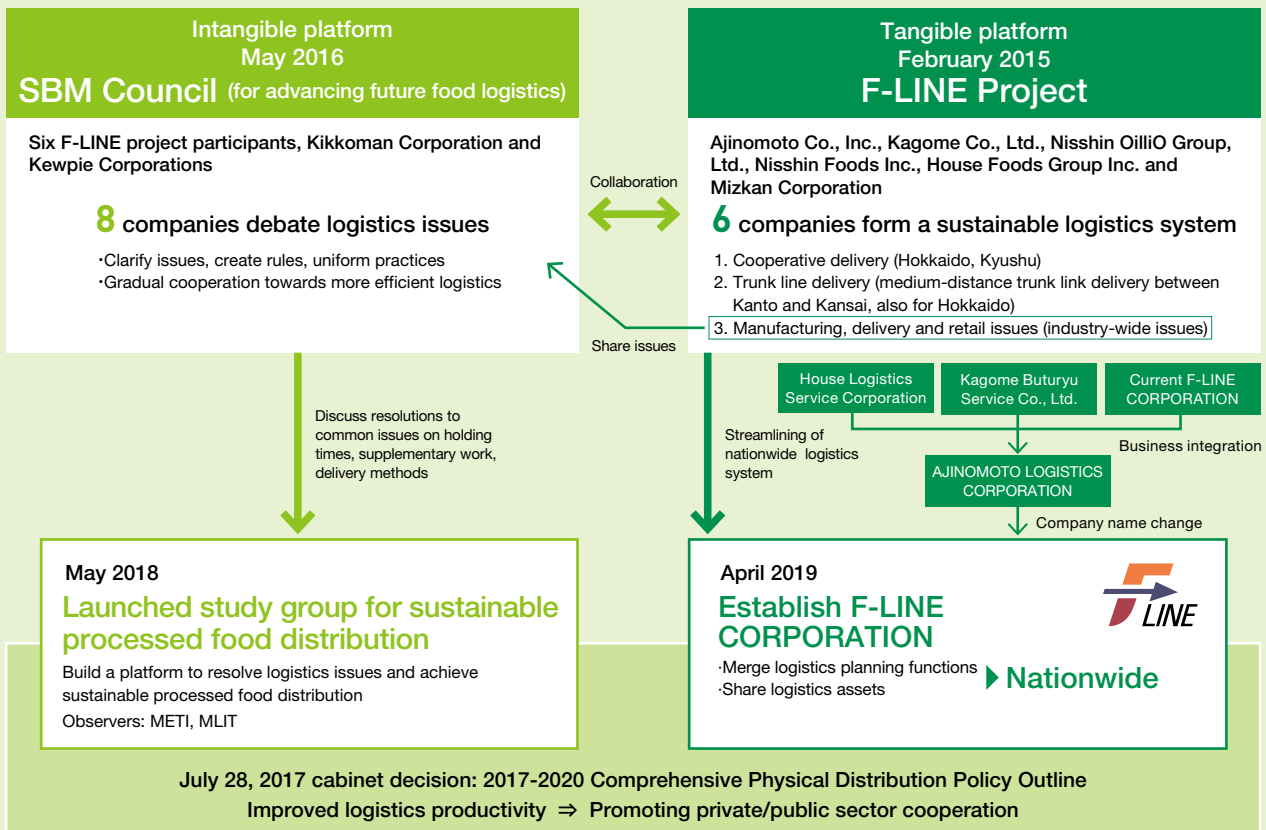 Intangible platform
May 2016
SBM Council (for advancing future food logistics)
Six F-LINE project participants, Kikkoman Corporation and
Kewpie Corporations
8 companies debate logistics issues
･Clarify issues, create rules, uniform practices
･Gradual cooperation towards more efficient logistics
Collaboration
Share issues
Tangible platform
February 2015
F-LINE Project
Ajinomoto Co., Inc., Kagome Co., Ltd., Nisshin OilliO Group,
Ltd., Nisshin Foods Inc., House Foods Group Inc. and
Mizkan Corporation
6 companies form a sustainable logistics system
1. Cooperative delivery (Hokkaido, Kyushu)
2. Trunk line delivery (medium-distance trunk link delivery between
Kanto and Kansai, also for Hokkaido)
3. Manufacturing, delivery and retail issues (industry-wide issues)
Discuss resolutions to
common issues on holding
times, supplementary work,
delivery methods
Streamlining of
nationwide logistics
system
House Logistics
Service Corporation
Kagome Buturyu
Service Co., Ltd.
Current F-LINE
CORPORATION
Business integration
AJINOMOTO LOGISTICS
CORPORATION
Company name change
May 2018
Launched study group for sustainable
processed food distribution
Build a platform to resolve logistics issues and achieve
sustainable processed food distribution
Observers: METI, MLIT
April 2019
Establish F-LINE
CORPORATION
･Merge logistics planning functions
･Share logistics assets
Nationwide
F LINE
July 28, 2017 cabinet decision: 2017-2020 Comprehensive Physical Distribution Policy Outline
Improved logistics productivity ⇒ Promoting private/public sector cooperation